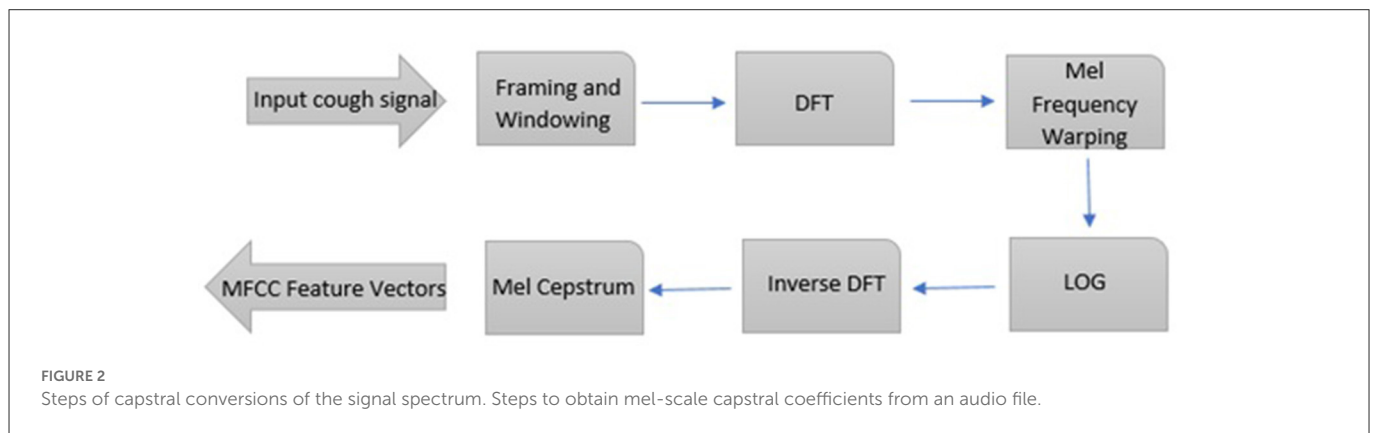 Input cough signal
Framing and
Windowing
DFT
Mel
Frequency
Warping
LOG
Inverse DFT
Mel Cepstrum
MFCC Feature Vectors
FIGURE 2
Steps of capstral conversions of the signal spectrum. Steps to obtain mel-scale capstral coefficients from an audio file.